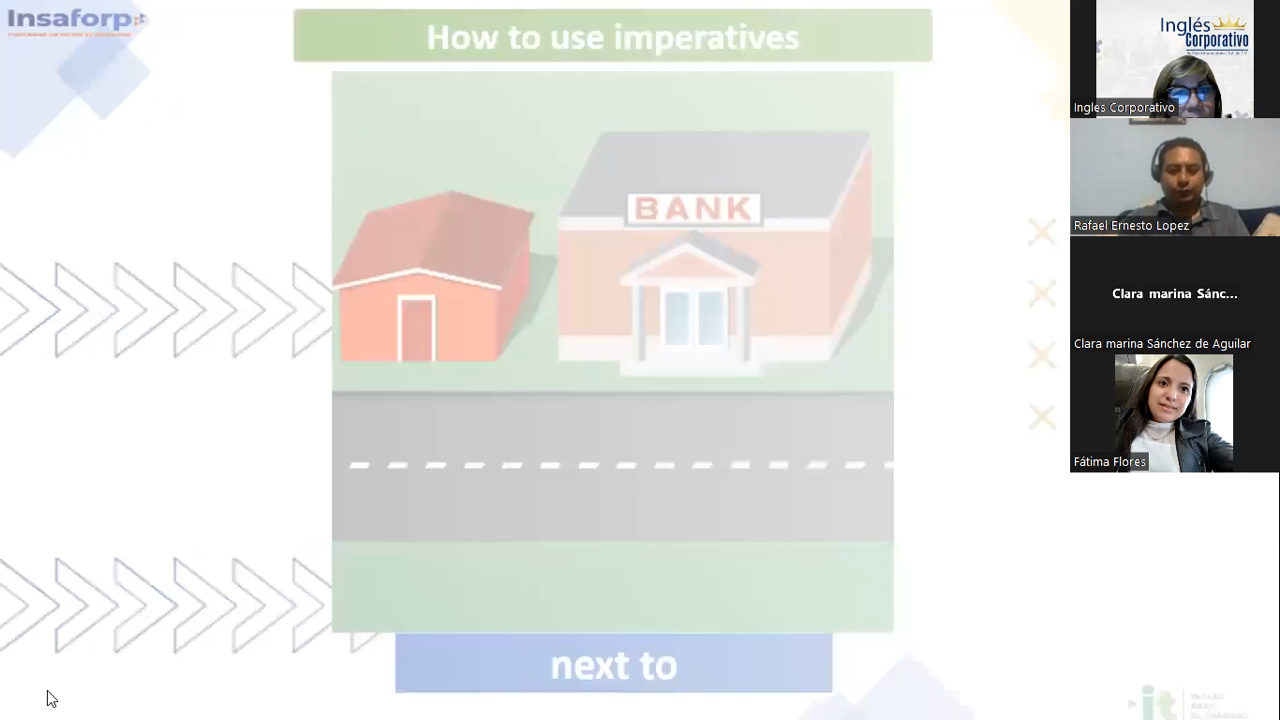 Insaforp
How to use imperatives
BANK
next to
Inglés
Corporativo
Ingles Corporativo
Rafael Ernesto Lopez
Clara marina Sánc...
Clara marina Sánchez de Aguilar
Fátima Flores
it